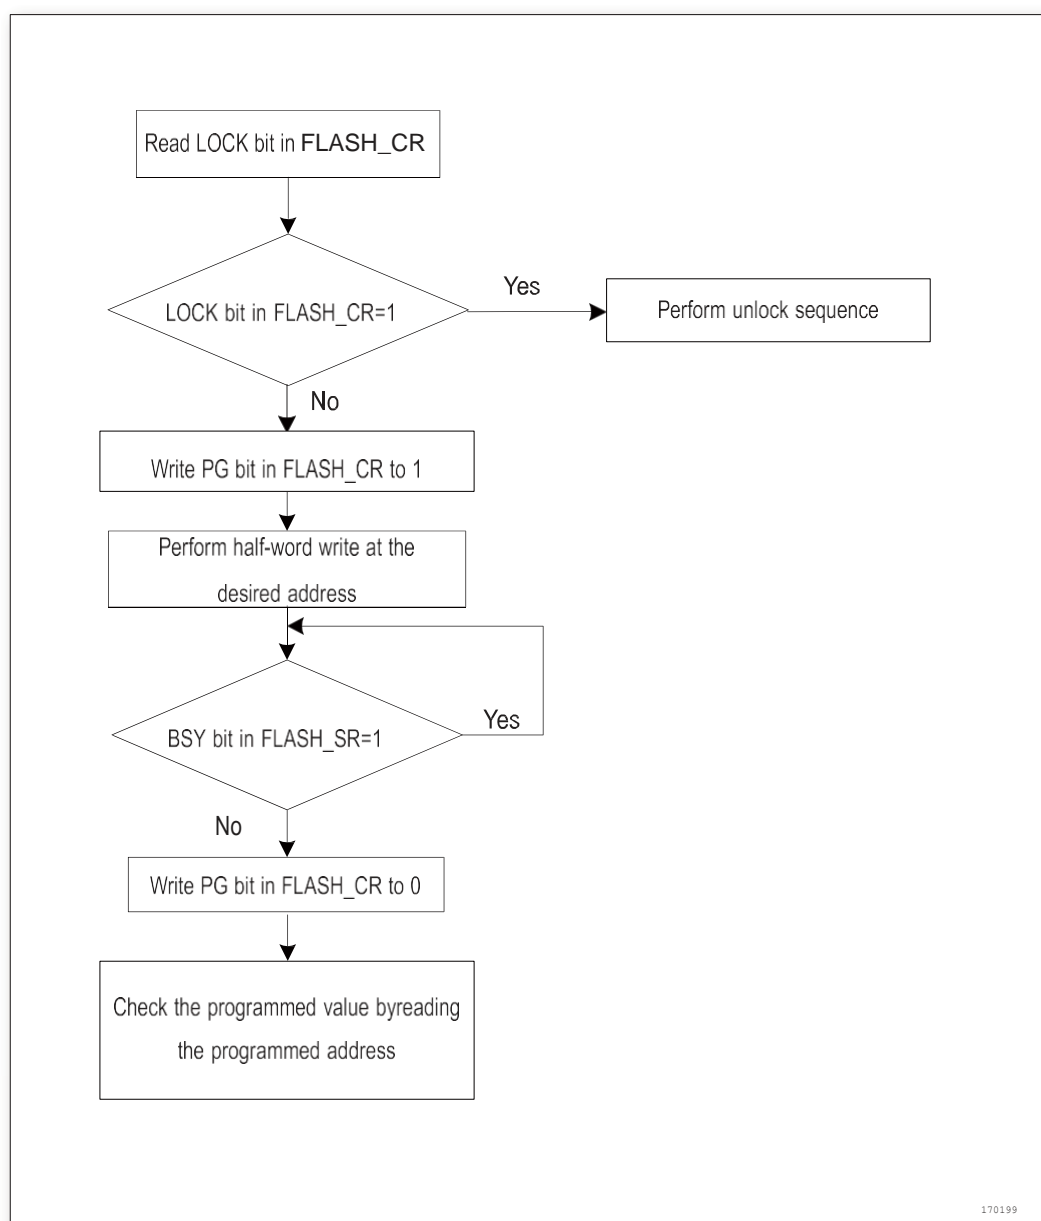 Read LOCK bit in FLASH_CR
LOCK bit in FLASH_CR=1
Yes
Perform unlock sequence
No
Write PG bit in FLASH_CR to 1
Perform half-word write at the
desired address
BSY bit in FLASH_SR=1
Yes
No
Write PG bit in FLASH_CR to 0
Check the programmed value byreading
the programmed address
170199